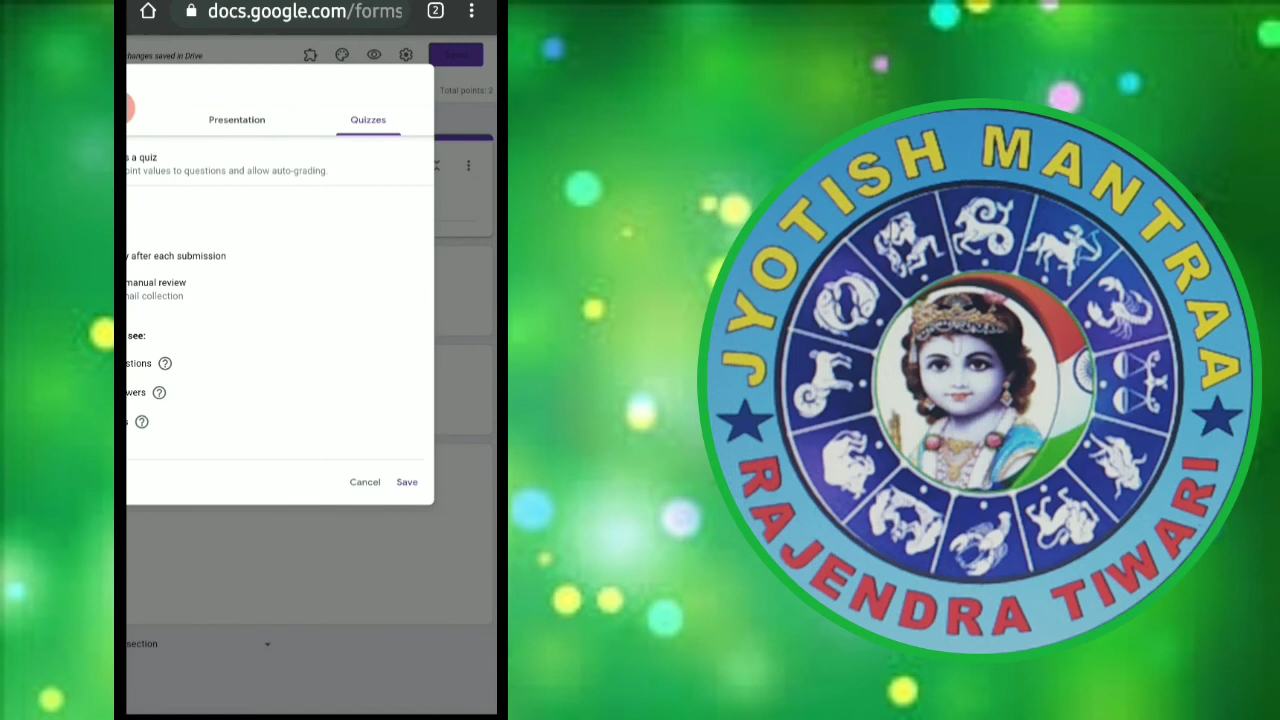 docs.google.com/forms
2
hanges saved in Drive
Total points: 2
Presentation
Quizzes
s a quiz
oint values to questions and allow auto-grading.
after each submission
manual review
nail collection
see:
stions
wers
s
Cancel
Save
section
JYOTISH MANTRAA
RAJENDRA TIWARI